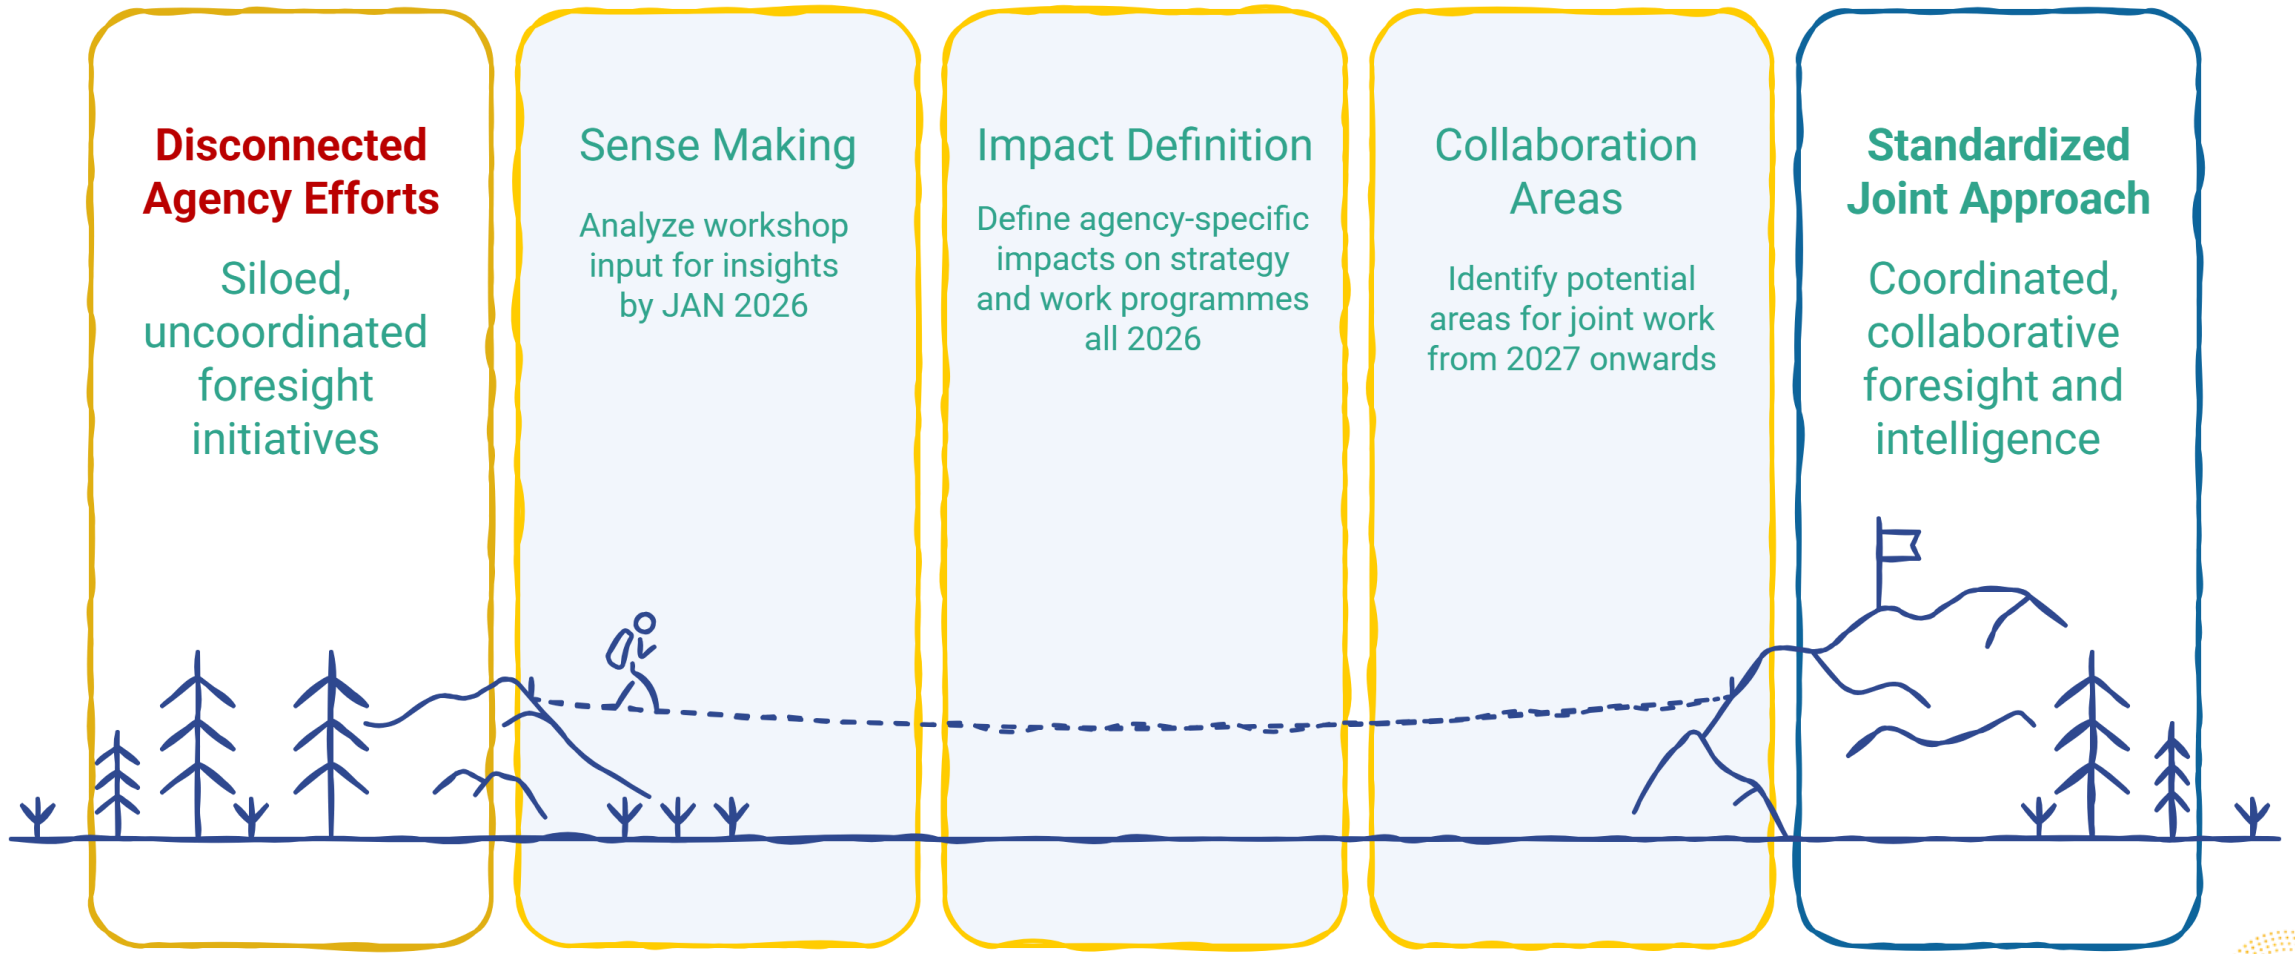 Disconnected
Agency Efforts
Siloed,
uncoordinated
foresight
initiatives
Sense Making
Analyze workshop
input for insights
by JAN 2026
Impact Definition
Define agency-specific
impacts on strategy
and work programmes
all 2026
Collaboration
Areas
Identify potential
areas for joint work
from 2027 onwards
Standardized
Joint Approach
Coordinated,
collaborative
foresight and
intelligence